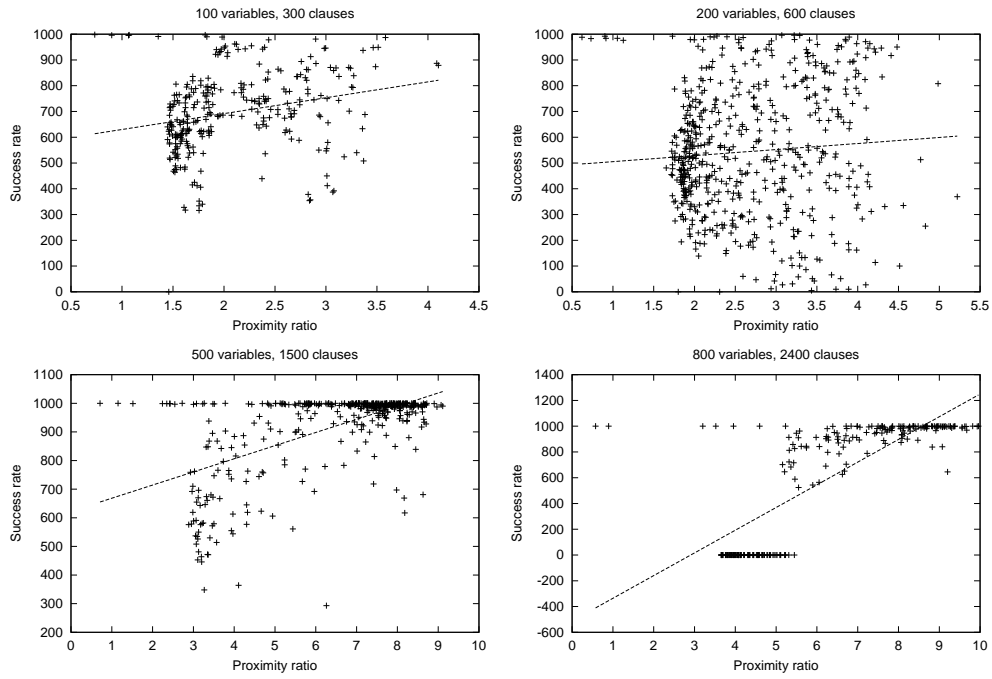 100 variables, 300 clauses
1000
900
800
700
600
500
400
300
200
100
0
Success rate
0.5 1 1.5 2 2.5 3 3.5 4 4.5
Proximity ratio
200 variables, 600 clauses
1000
900
800
700
600
500
400
300
200
100
0
Success rate
0.5 1 1.5 2 2.5 3 3.5 4 4.5 5 5.5
Proximity ratio
500 variables, 1500 clauses
1100
1000
900
800
700
600
500
400
300
200
Success rate
0 1 2 3 4 5 6 7 8 9 10
Proximity ratio
800 variables, 2400 clauses
1400
1200
1000
800
600
400
200
0
-200
-400
-600
Success rate
0 1 2 3 4 5 6 7 8 9 10
Proximity ratio